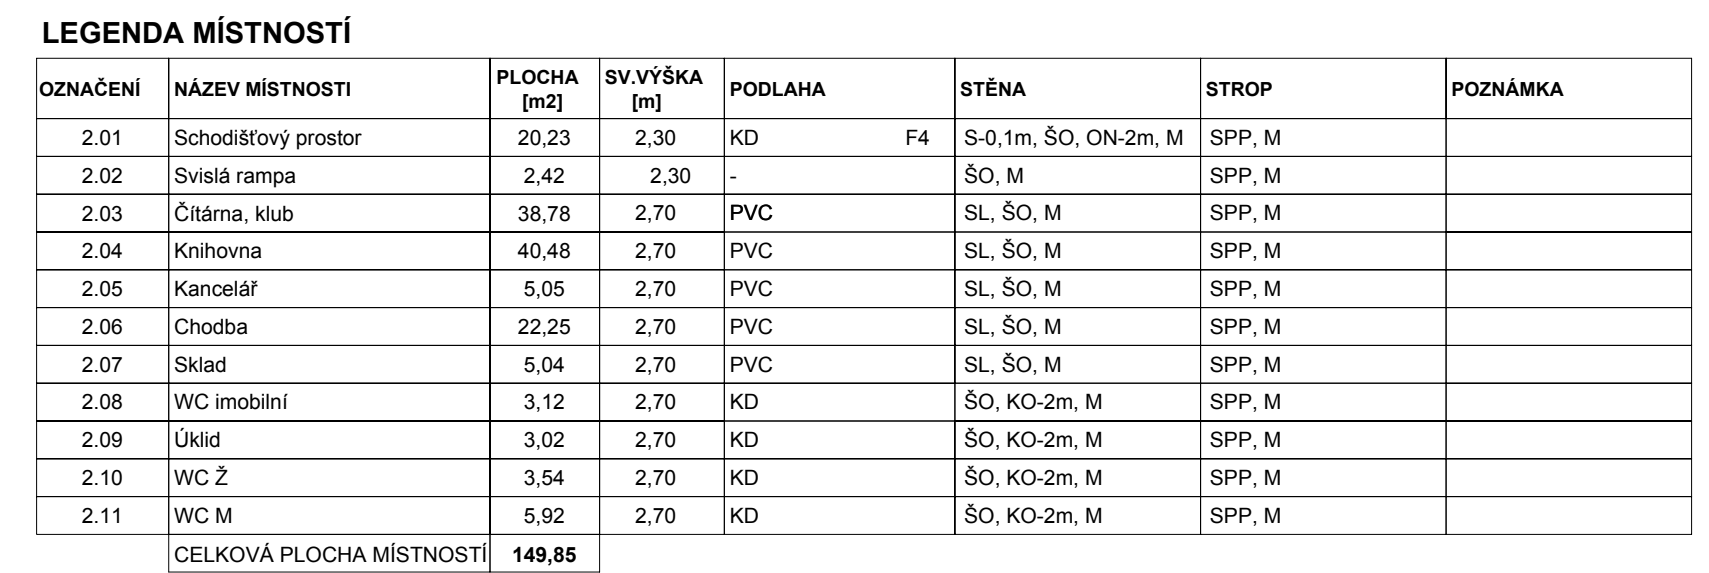 LEGENDA MÍSTNOSTÍ
OZNAČENÍ NÁZEV MÍSTNOSTI PLOCHA [m2] SV.VÝŠKA [m] PODLAHA STĚNA STROP POZNÁMKA
2.01 Schodišťový prostor 20,23 2,30 KD F4 S-0,1m, ŠO, ON-2m, M SPP, M
2.02 Svislá rampa 2,42 2,30 - ŠO, M SPP, M
2.03 Čítárna, klub 38,78 2,70 PVC SL, ŠO, M SPP, M
2.04 Knihovna 40,48 2,70 PVC SL, ŠO, M SPP, M
2.05 Kancelář 5,05 2,70 PVC SL, ŠO, M SPP, M
2.06 Chodba 22,25 2,70 PVC SL, ŠO, M SPP, M
2.07 Sklad 5,04 2,70 PVC SL, ŠO, M SPP, M
2.08 WC imobilní 3,12 2,70 KD ŠO, KO-2m, M SPP, M
2.09 Úklid 3,02 2,70 KD ŠO, KO-2m, M SPP, M
2.10 WC Ž 3,54 2,70 KD ŠO, KO-2m, M SPP, M
2.11 WC M 5,92 2,70 KD ŠO, KO-2m, M SPP, M
CELKOVÁ PLOCHA MÍSTNOSTÍ 149,85